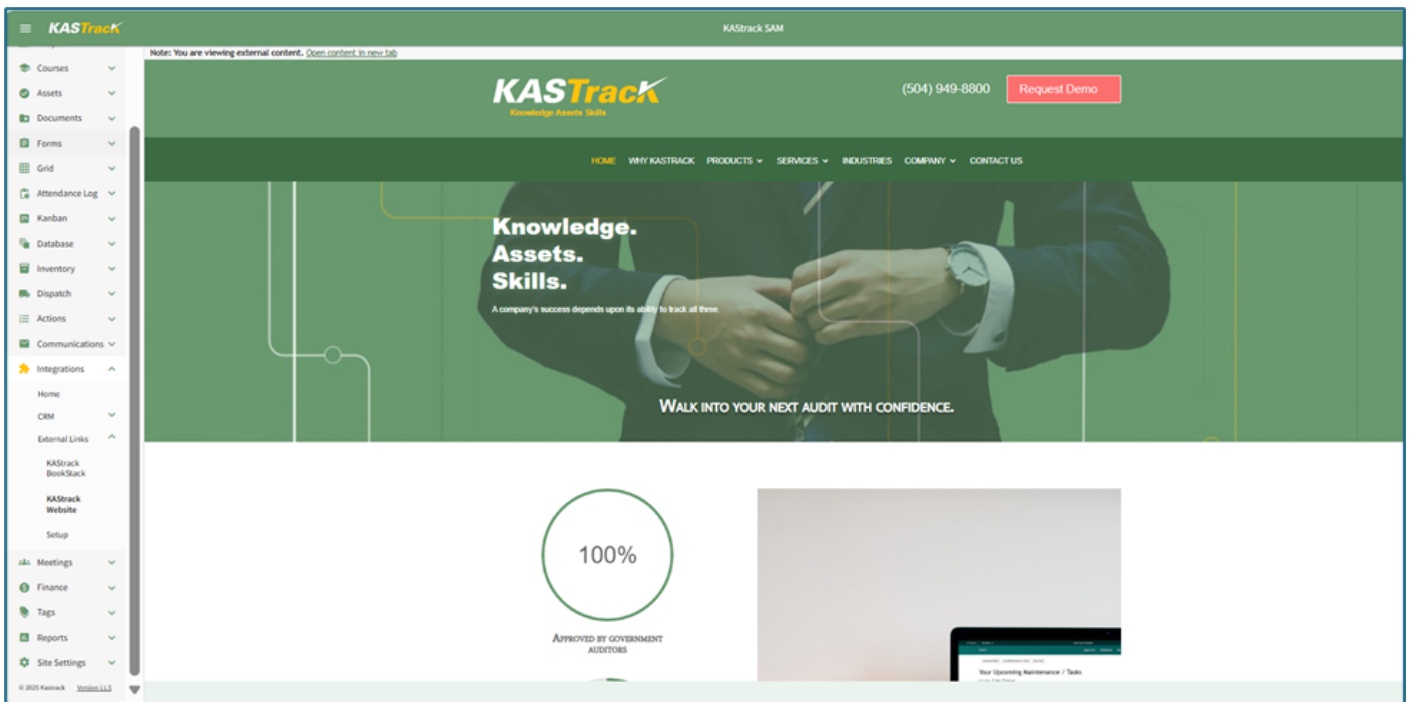 KASTrack
KAStrack SAM
Note: You are viewing external content. Open content in new tab
Courses
Assets
Documents
Forms
Grid
Attendance Log
Kanban
Database
Inventory
Dispatch
Actions
Communications
Integrations
Home
CRM
External Links
KAStrack
BookStack
KAStrack
Website
Setup
Meetings
Finance
Tags
Reports
Site Settings
© 2025 Kastrack Version 1.1.5
KASTrack
Knowledge Assets Skills
(504) 949-8800
Request Demo
HOME WHY KASTRACK PRODUCTS SERVICES INDUSTRIES COMPANY CONTACT US
Knowledge.
Assets.
Skills.
A company's success depends upon its ability to track all three.
Walk into your next audit with confidence.
100%
Approved by government
auditors
Your Upcoming Maintenance / Tasks